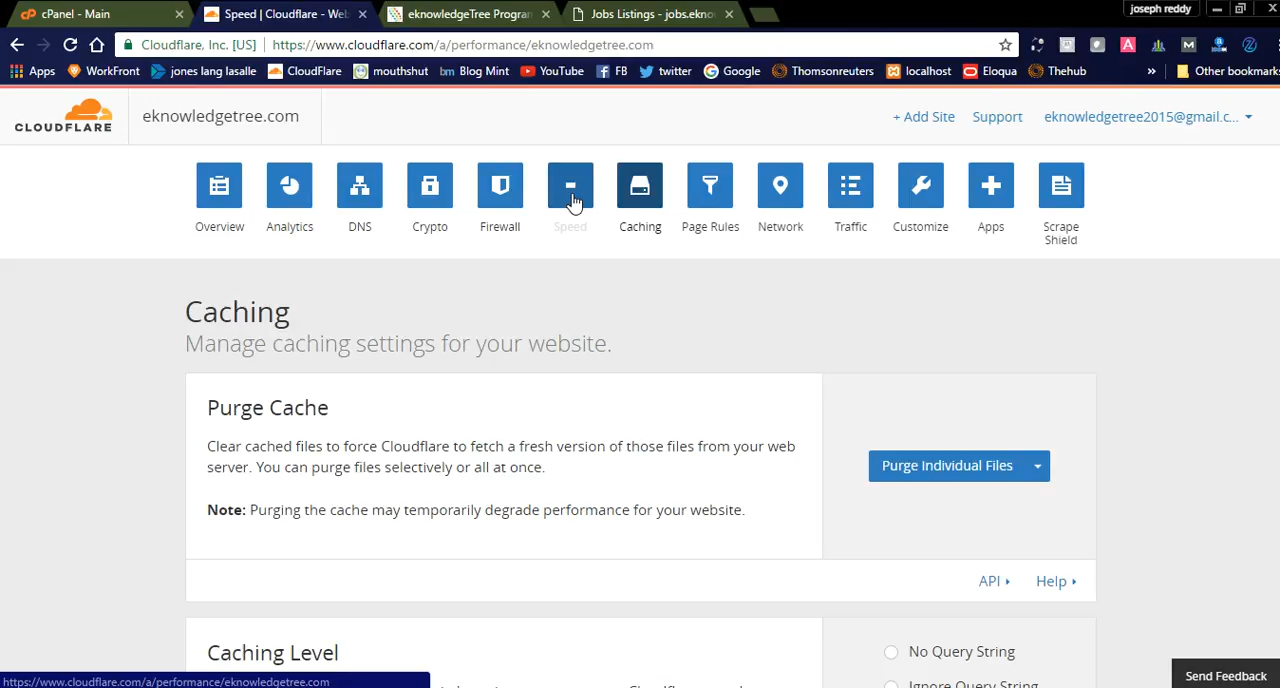 cPanel - Main
Speed | Cloudflare - Web
eknowledgeTree Program
Jobs Listings - jobs.ekno
joseph reddy
Cloudflare, Inc. [US] | https://www.cloudflare.com/a/performance/eknowledgetree.com
Apps WorkFront jones lang lasalle CloudFlare mouthshut bm Blog Mint YouTube FB twitter Google Thomsonreuters localhost Eloqua Thehub » Other bookmarks
CLOUDFLARE
eknowledgetree.com
+ Add Site Support eknowledgetree2015@gmail.c...
Overview Analytics DNS Crypto Firewall Speed Caching Page Rules Network Traffic Customize Apps Scrape
Shield
Caching
Manage caching settings for your website.
Purge Cache
Clear cached files to force Cloudflare to fetch a fresh version of those files from your web
server. You can purge files selectively or all at once.
Note: Purging the cache may temporarily degrade performance for your website.
Purge Individual Files
API Help
Caching Level
No Query String
Ignore Query String
https://www.cloudflare.com/a/performance/eknowledgetree.com
Send Feedback